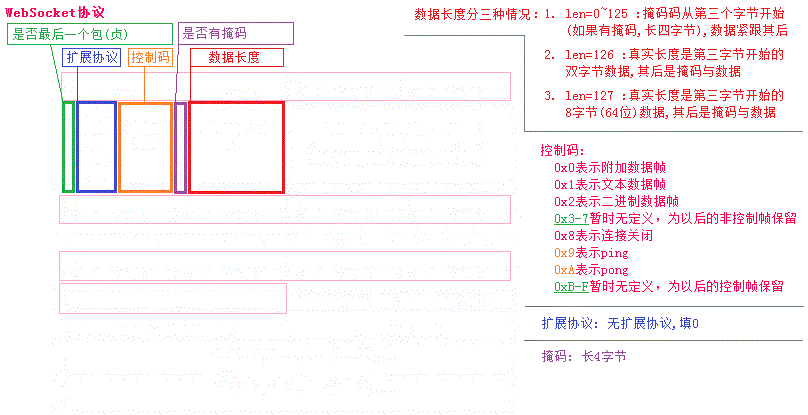 WebSocket协议
是否最后一个包(贞)
是否有掩码
扩展协议
控制码
数据长度
数据长度分三种情况：
1. len=0~125 :掩码码从第三个字节开始
(如果有掩码,长四字节),数据紧跟其后
2. len=126 :真实长度是第三字节开始的
双字节数据,其后是掩码与数据
3. len=127 :真实长度是第三字节开始的
8字节(64位)数据,其后是掩码与数据
控制码：
0x0表示附加数据帧
0x1表示文本数据帧
0x2表示二进制数据帧
0x3-7暂时无定义，为以后的非控制帧保留
0x8表示连接关闭
0x9表示ping
0xA表示pong
0xB-F暂时无定义，为以后的控制帧保留
扩展协议: 无扩展协议,填0
掩码: 长4字节